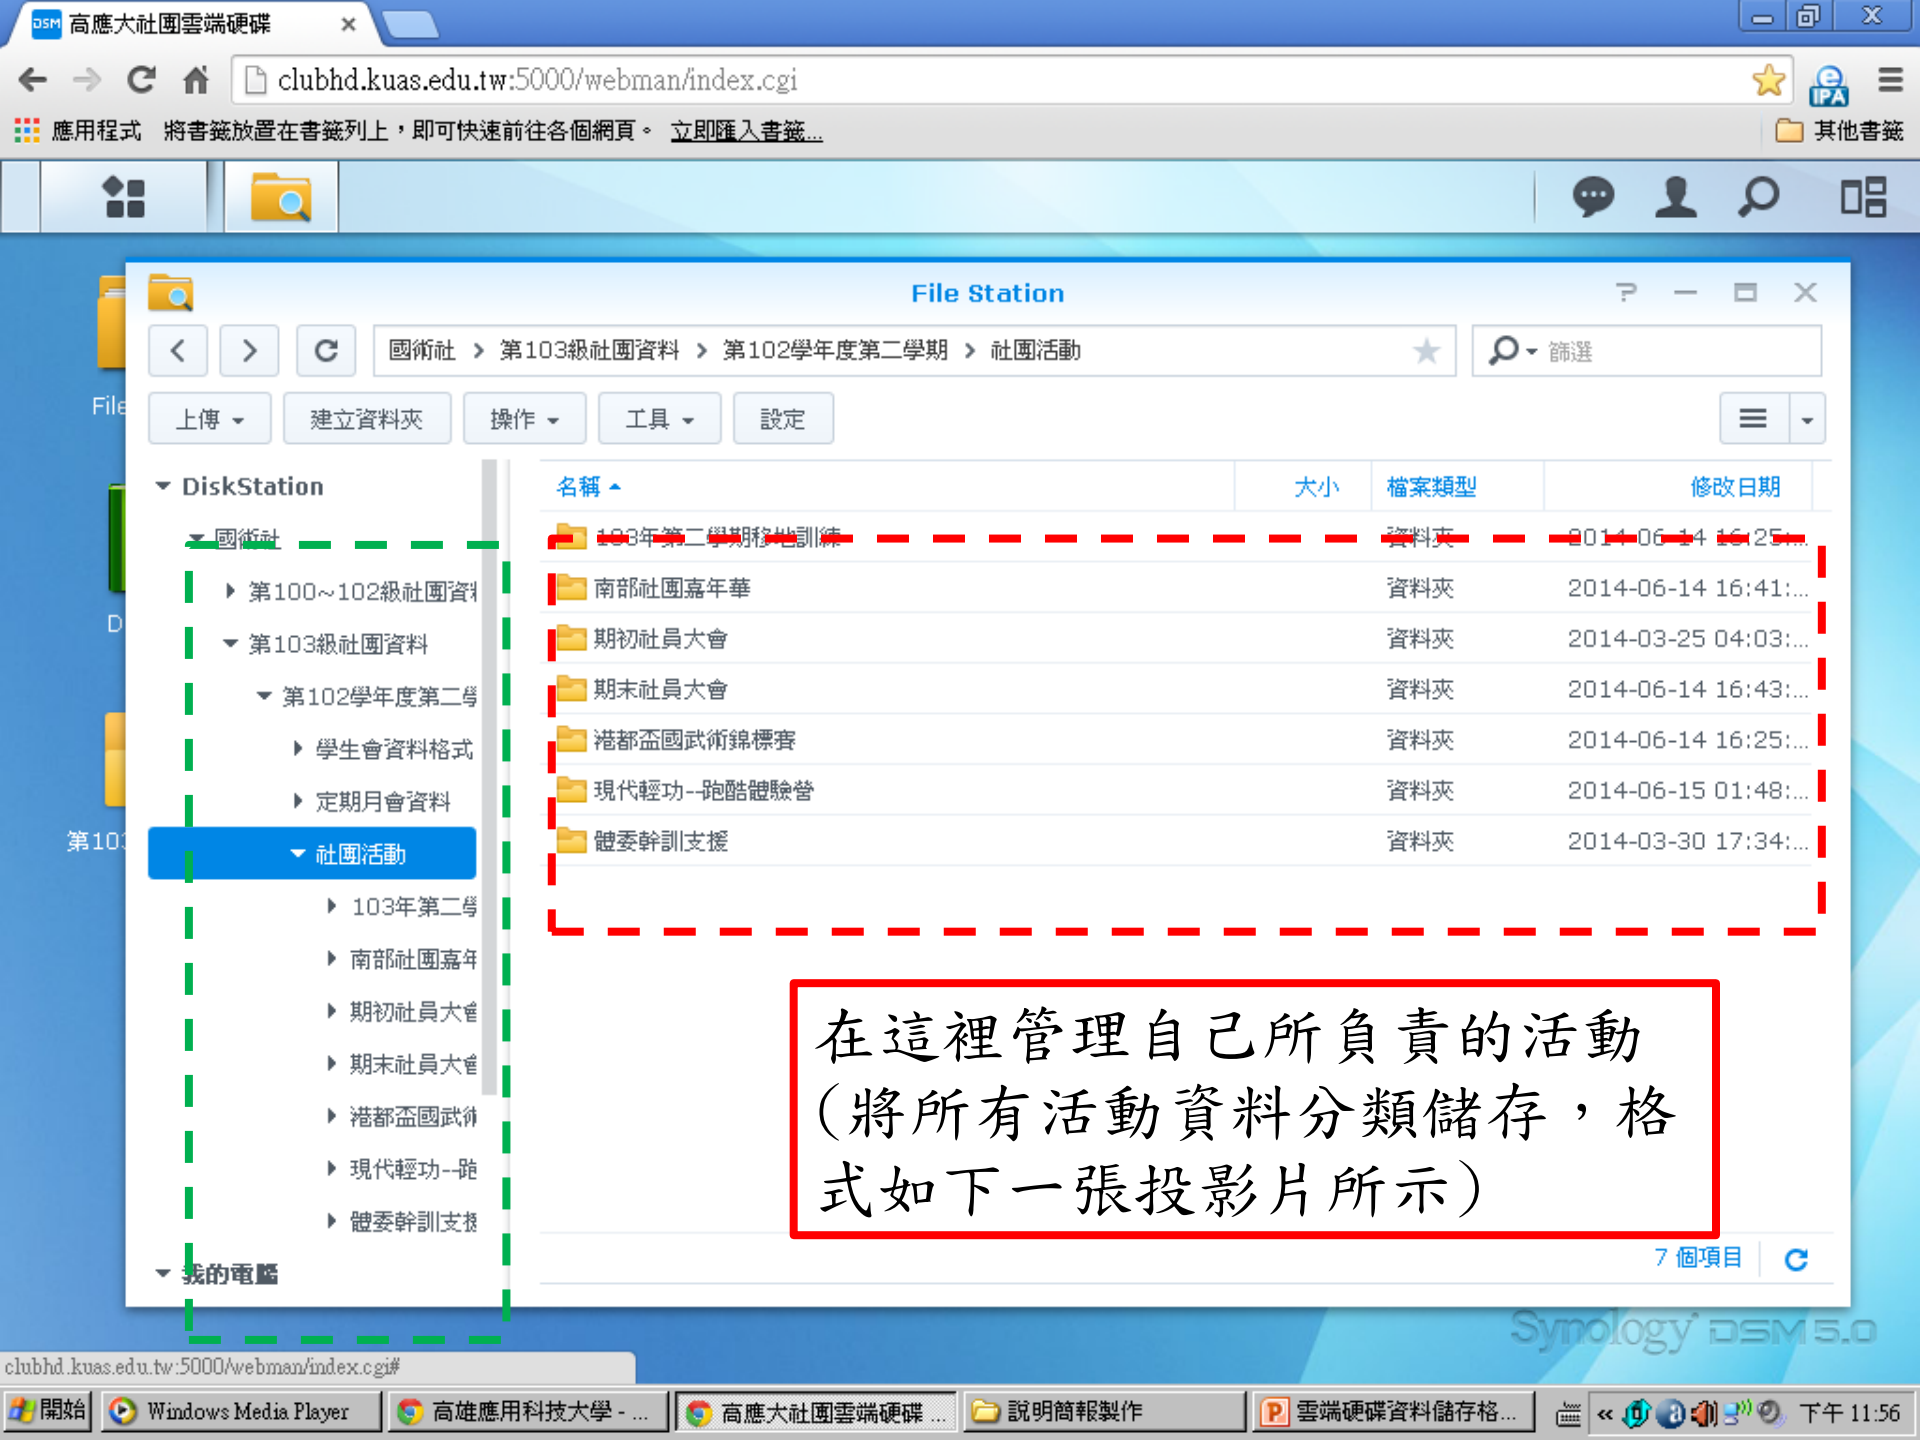 DSM 高應大社團雲端硬碟
clubhd.kuas.edu.tw:5000/webman/index.cgi
IPA
應用程式 將書籤放置在書籤列上，即可快速前往各個網頁。 立即匯入書籤...
其他書籤
File Station
國術社 > 第103級社團資料 > 第102學年度第二學期 > 社團活動
篩選
File
上傳 建立資料夾 操作 工具 設定
DiskStation
名稱 大小 檔案類型 修改日期
國術社
103年第二學期移地訓練 資料夾 2014-06-14 16:25:...
第100~102級社團資料
南部社團嘉年華 資料夾 2014-06-14 16:41:...
D
第103級社團資料
期初社員大會 資料夾 2014-03-25 04:03:...
第102學年度第二學
期末社員大會 資料夾 2014-06-14 16:43:...
學生會資料格式
港都盃國武術錦標賽 資料夾 2014-06-14 16:25:...
定期月會資料
現代輕功--跑酷體驗營 資料夾 2014-06-15 01:48:...
第103
社團活動
體委幹訓支援 資料夾 2014-03-30 17:34:...
103年第二學
南部社團嘉年
期初社員大會
期末社員大會
港都盃國武術
現代輕功--跑
體委幹訓支援
我的電腦
在這裡管理自己所負責的活動
(將所有活動資料分類儲存，格
式如下一張投影片所示)
7 個項目
Synology DSM 5.0
clubhd.kuas.edu.tw:5000/webman/index.cgi#
開始 Windows Media Player 高雄應用科技大學 - ... 高應大社團雲端硬碟 ... 說明簡報製作 雲端硬碟資料儲存格... 下午 11:56